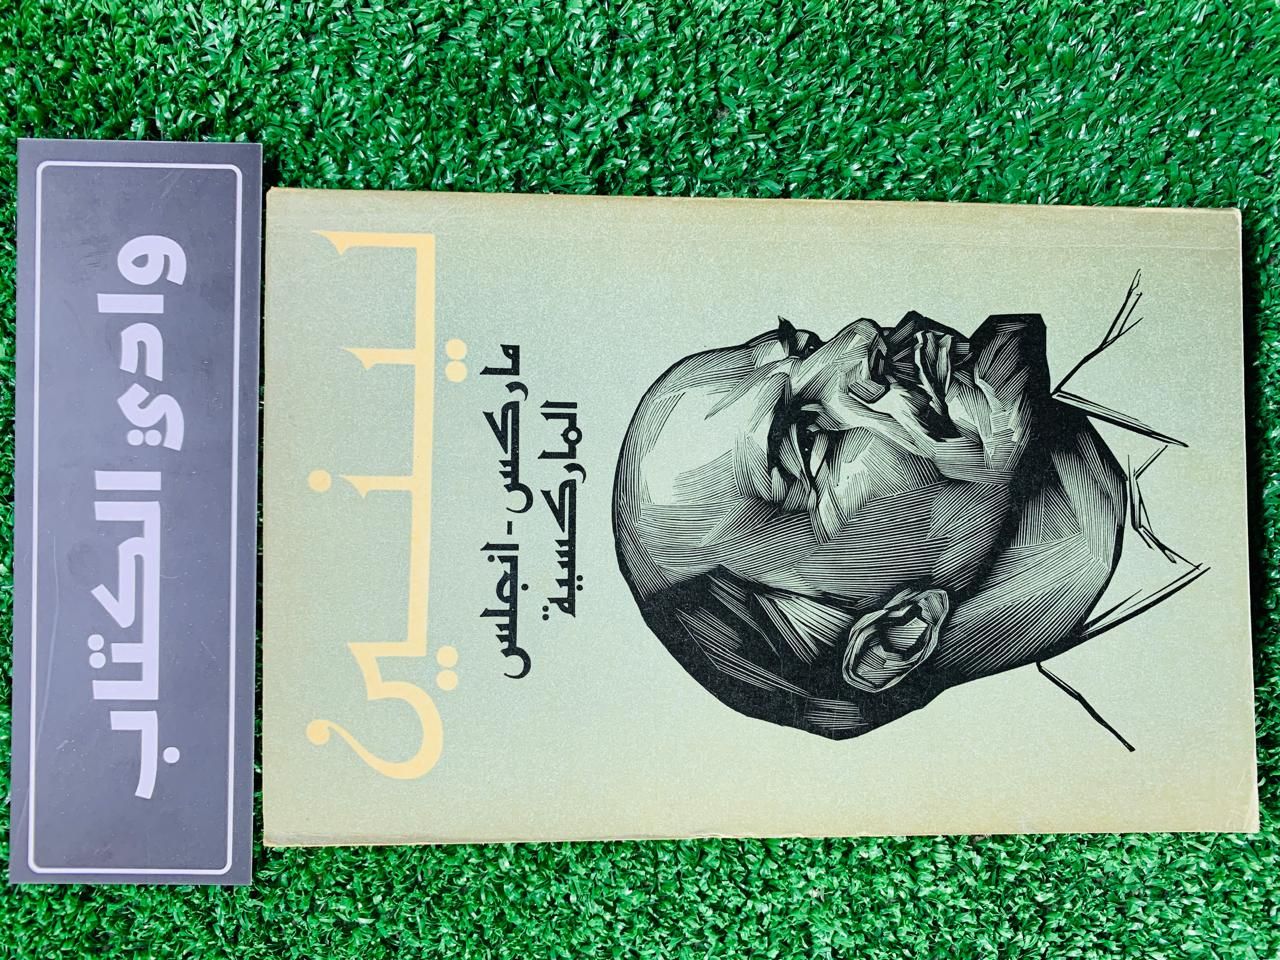 وادي الكتاب
لينين
ماركس - انجلس
الماركسية